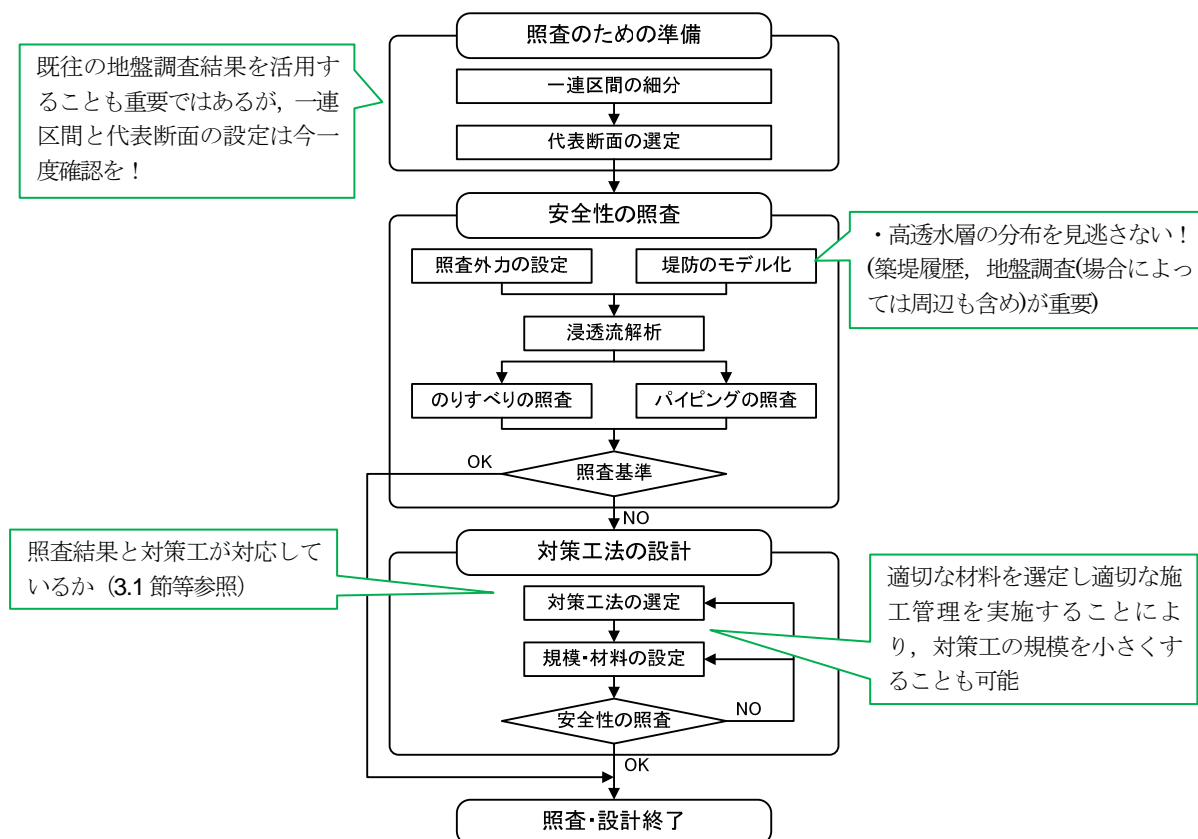 照査のための準備
既往の地盤調査結果を活用す
ることも重要ではあるが，一連
区間と代表断面の設定は今一
度確認を！
一連区間の細分
代表断面の選定
安全性の照査
・高透水層の分布を見逃さない！
(築堤履歴，地盤調査(場合によっ
ては周辺も含め)が重要)
照査外力の設定
堤防のモデル化
浸透流解析
のりすべりの照査
パイピングの照査
OK
照査基準
NO
対策工法の設計
照査結果と対策工が対応して
いるか（3.1 節等参照）
対策工法の選定
適切な材料を選定し適切な施
工管理を実施することによ
り，対策工の規模を小さくす
ることも可能
規模・材料の設定
安全性の照査
NO
OK
照査・設計終了